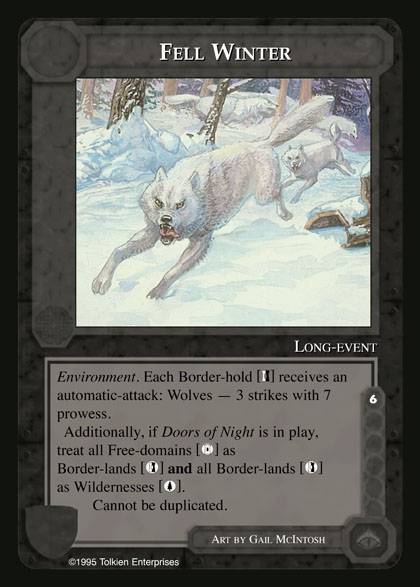 FELL WINTER
LONG-EVENT
Environment. Each Border-hold [] receives an
automatic-attack: Wolves — 3 strikes with 7
prowess.
Additionally, if Doors of Night is in play,
treat all Free-domains [] as
Border-lands [] and all Border-lands []
as Wildernesses [].
Cannot be duplicated.
6
ART BY GAIL MCINTOSH
©1995 Tolkien Enterprises